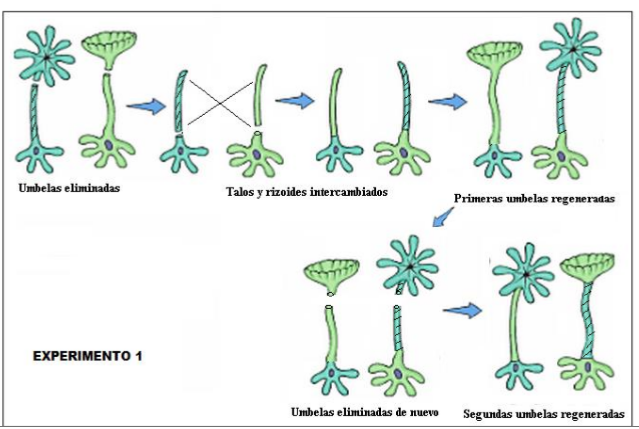 Umbelas eliminadas
Talos y rizoides intercambiados
Primeras umbelas regeneradas
EXPERIMENTO 1
Umbelas eliminadas de nuevo
Segundas umbelas regeneradas